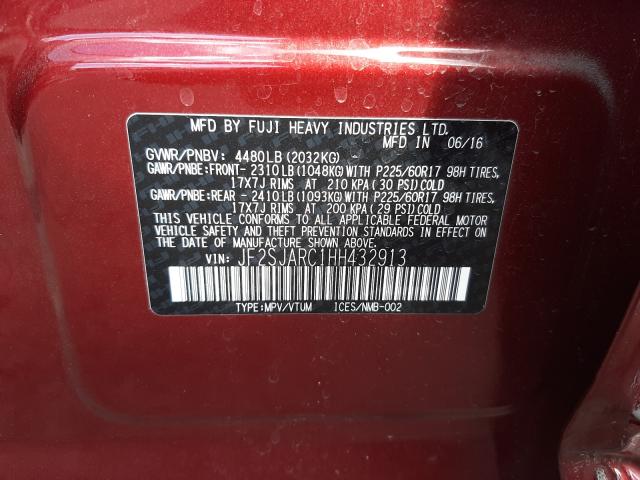 MFD BY FUJI HEAVY INDUSTRIES LTD.
MFD IN 06/16
GVWR/PNBV: 4480LB(2032KG)
GAWR/PNBE:FRONT- 2310LB(1048KG)WITH P225/60R17 98H TIRES,
17X7J RIMS AT 210 KPA(30 PSI)COLD
GAWR/PNBE:REAR - 2410LB(1093KG)WITH P225/60R17 98H TIRES,
17X7J RIMS AT 200 KPA(29 PSI)COLD
THIS VEHICLE CONFORMS TO ALL APPLICABLE FEDERAL MOTOR
VEHICLE SAFETY AND THEFT PREVENTION STANDARDS IN EFFECT
ON THE DATE OF MANUFACTURE SHOWN ABOVE.
VIN: JF2SJARC1HH432913
TYPE:MPV/VTUM ICES/NMB-002